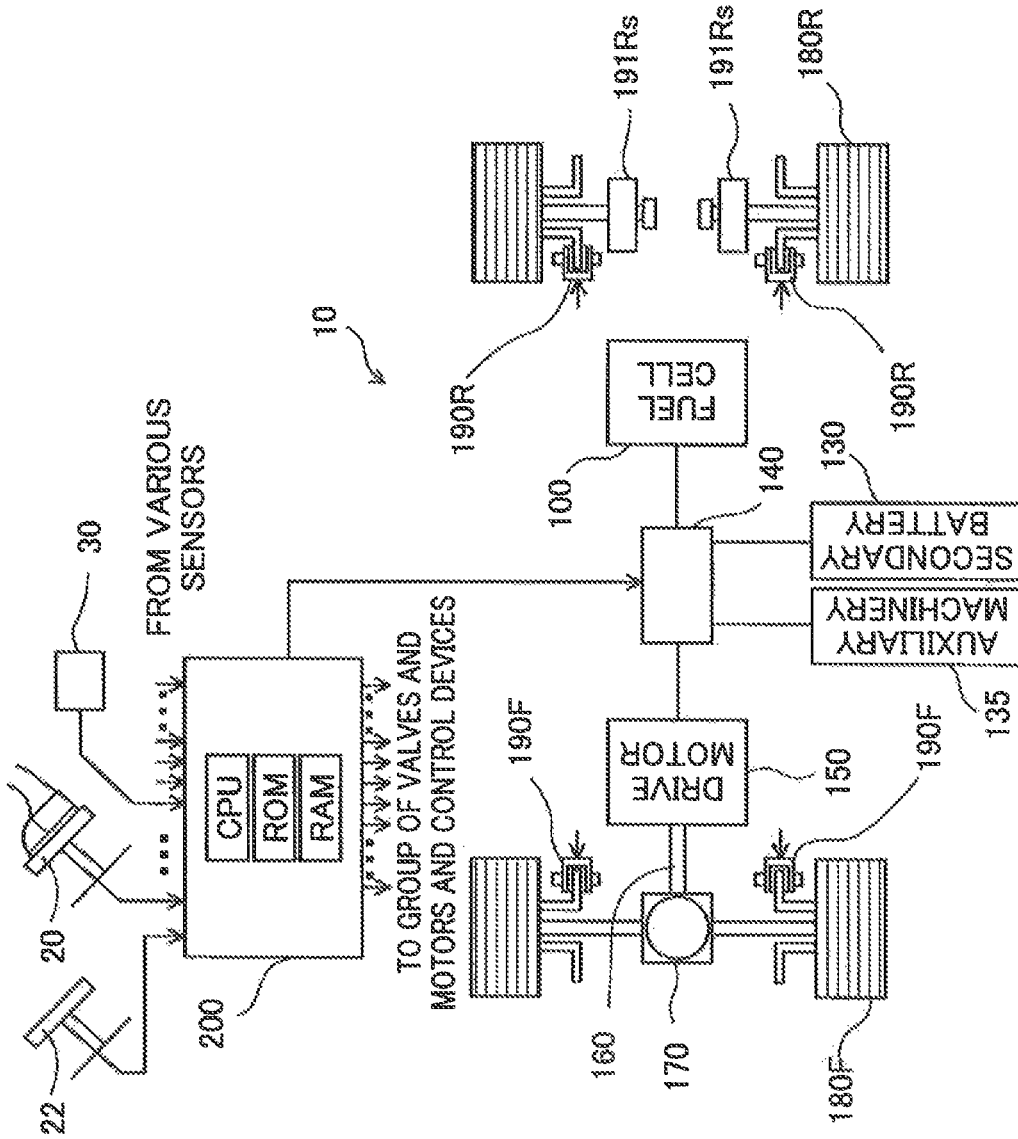 22
20
30
FROM VARIOUS
SENSORS
10
200
CPU
ROM
RAM
TO GROUP OF VALVES AND
MOTORS AND CONTROL DEVICES
190F
190R
191Rs
191Rs
180R
190R
FUEL
CELL
100
140
DRIVE
MOTOR
150
160
170
180F
190F
SECONDARY
BATTERY
130
AUXILIARY
MACHINERY
135